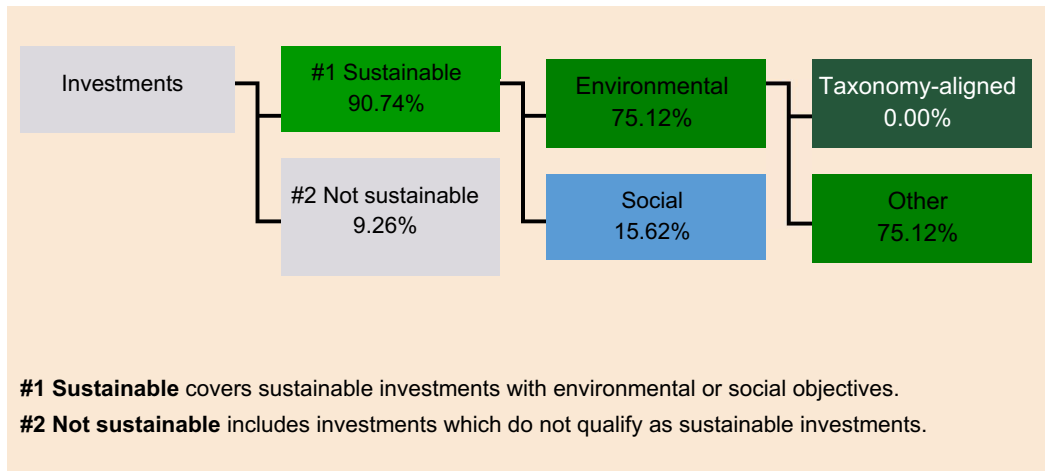 Investments
#1 Sustainable
90.74%
#2 Not sustainable
9.26%
Environmental
75.12%
Social
15.62%
Taxonomy-aligned
0.00%
Other
75.12%
#1 Sustainable covers sustainable investments with environmental or social objectives.
#2 Not sustainable includes investments which do not qualify as sustainable investments.